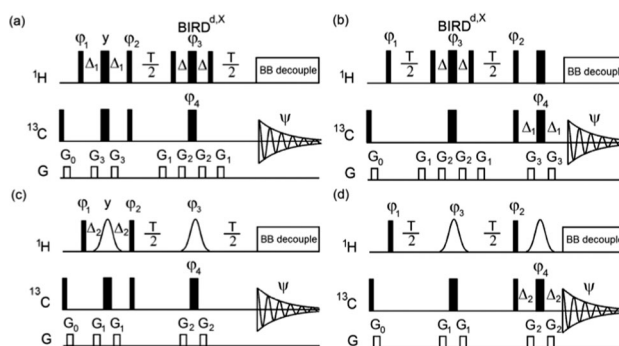 (a)
BIRD^d,X
φ1 y φ2 φ3
Δ1 Δ1 T/2 Δ Δ T/2
¹H
BB decouple
φ4
¹³C
ψ
G0 G3 G3 G1 G2 G2 G1
G
(b)
BIRD^d,X
φ1 φ3 φ2
T/2 Δ Δ T/2
¹H
BB decouple
φ4
¹³C
Δ1 Δ1
ψ
G0 G1 G2 G2 G1 G3 G3
G
(c)
φ1 y φ2 φ3
Δ2 Δ2 T/2 T/2
¹H
BB decouple
φ4
¹³C
ψ
G0 G1 G1 G2 G2
G
(d)
φ1 φ3 φ2
T/2 T/2
¹H
BB decouple
φ4
¹³C
Δ2 Δ2
ψ
G0 G1 G1 G2 G2
G